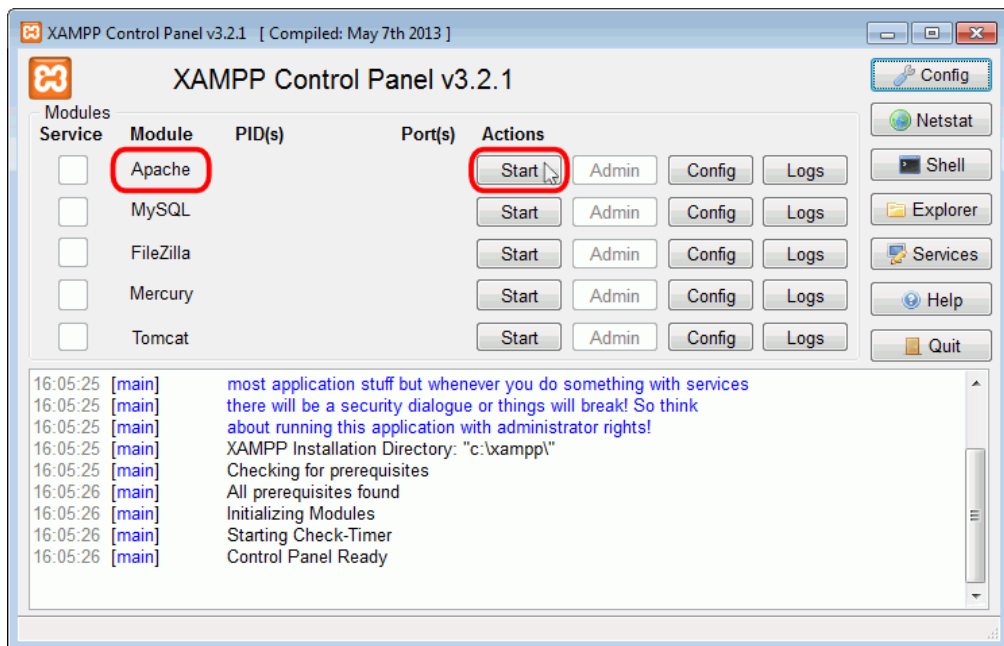 XAMPP Control Panel v3.2.1 [ Compiled: May 7th 2013 ]
XAMPP Control Panel v3.2.1
Config
Modules
Service Module PID(s) Port(s) Actions
Netstat
Apache Start Admin Config Logs
Shell
MySQL Start Admin Config Logs
Explorer
FileZilla Start Admin Config Logs
Services
Mercury Start Admin Config Logs
Help
Tomcat Start Admin Config Logs
Quit
16:05:25 [main] most application stuff but whenever you do something with services
16:05:25 [main] there will be a security dialogue or things will break! So think
16:05:25 [main] about running this application with administrator rights!
16:05:25 [main] XAMPP Installation Directory: "c:\xampp\"
16:05:25 [main] Checking for prerequisites
16:05:26 [main] All prerequisites found
16:05:26 [main] Initializing Modules
16:05:26 [main] Starting Check-Timer
16:05:26 [main] Control Panel Ready